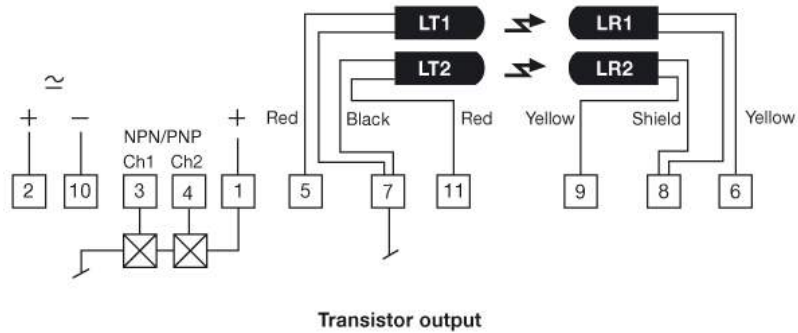 LT1 LR1
LT2 LR2
≃
+ − NPN/PNP + Red Black Red Yellow Shield Yellow
Ch1 Ch2
2 10 3 4 1 5 7 11 9 8 6
Transistor output